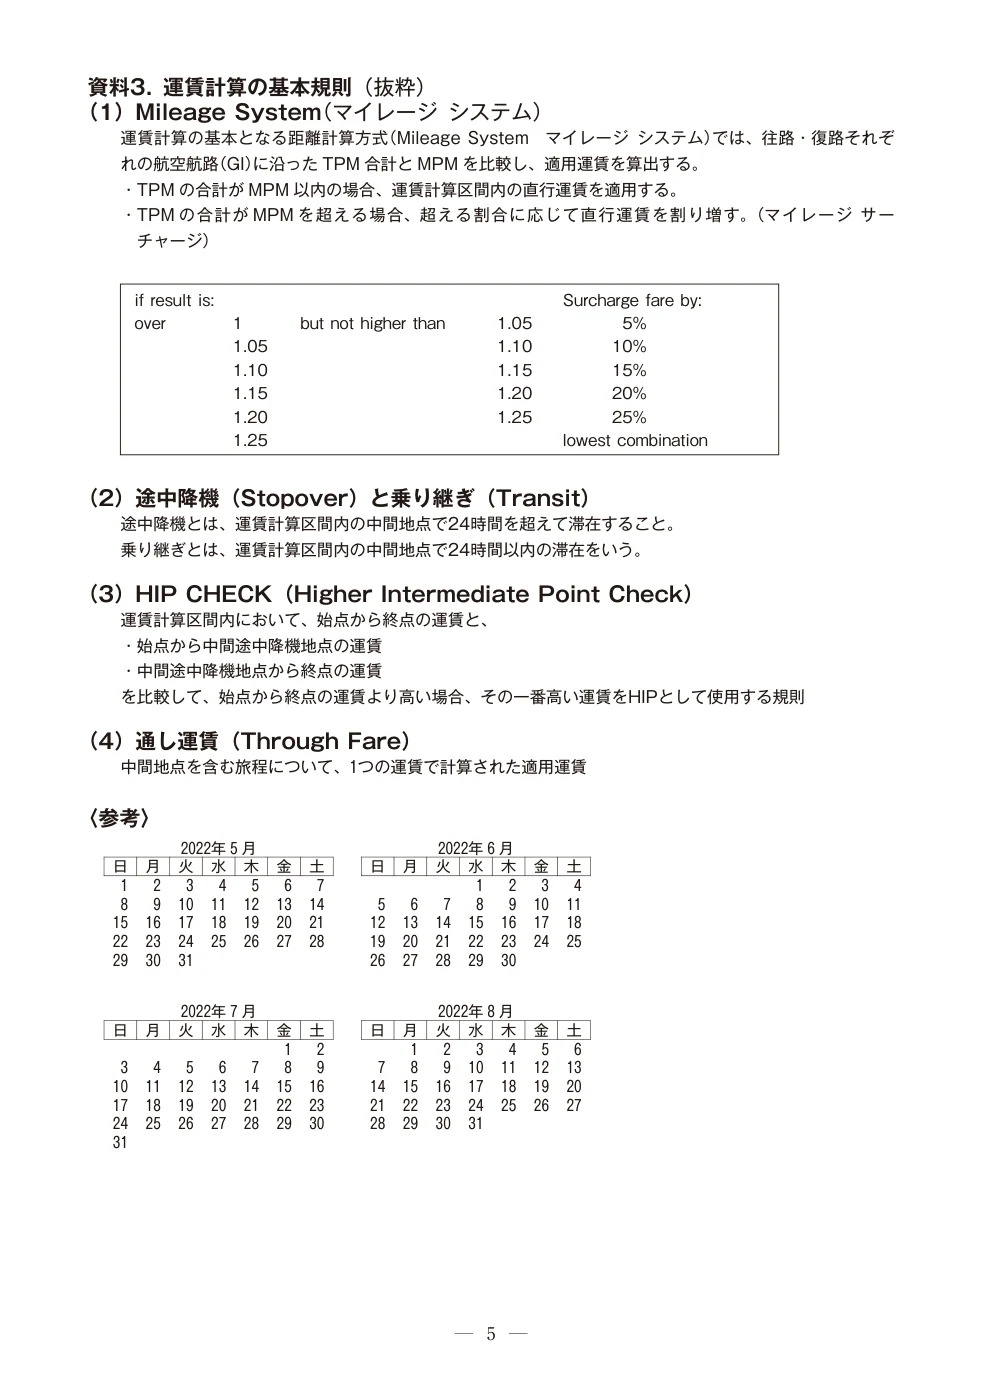 資料3. 運賃計算の基本規則（抜粋）
（1）Mileage System（マイレージ システム）
運賃計算の基本となる距離計算方式（Mileage System　マイレージ システム）では、往路・復路それぞ
れの航空航路（GI）に沿った TPM 合計と MPM を比較し、適用運賃を算出する。
・TPM の合計が MPM 以内の場合、運賃計算区間内の直行運賃を適用する。
・TPM の合計が MPM を超える場合、超える割合に応じて直行運賃を割り増す。（マイレージ サー
チャージ）
if result is: Surcharge fare by:
over 1 but not higher than 1.05 5%
1.05 1.10 10%
1.10 1.15 15%
1.15 1.20 20%
1.20 1.25 25%
1.25 lowest combination
（2）途中降機（Stopover）と乗り継ぎ（Transit）
途中降機とは、運賃計算区間内の中間地点で24時間を超えて滞在すること。
乗り継ぎとは、運賃計算区間内の中間地点で24時間以内の滞在をいう。
（3）HIP CHECK（Higher Intermediate Point Check）
運賃計算区間内において、始点から終点の運賃と、
・始点から中間途中降機地点の運賃
・中間途中降機地点から終点の運賃
を比較して、始点から終点の運賃より高い場合、その一番高い運賃をHIPとして使用する規則
（4）通し運賃（Through Fare）
中間地点を含む旅程について、1つの運賃で計算された適用運賃
〈参考〉
2022年 5 月
日 月 火 水 木 金 土
1 2 3 4 5 6 7
8 9 10 11 12 13 14
15 16 17 18 19 20 21
22 23 24 25 26 27 28
29 30 31
2022年 6 月
日 月 火 水 木 金 土
1 2 3 4
5 6 7 8 9 10 11
12 13 14 15 16 17 18
19 20 21 22 23 24 25
26 27 28 29 30
2022年 7 月
日 月 火 水 木 金 土
1 2
3 4 5 6 7 8 9
10 11 12 13 14 15 16
17 18 19 20 21 22 23
24 25 26 27 28 29 30
31
2022年 8 月
日 月 火 水 木 金 土
1 2 3 4 5 6
7 8 9 10 11 12 13
14 15 16 17 18 19 20
21 22 23 24 25 26 27
28 29 30 31
— 5 —